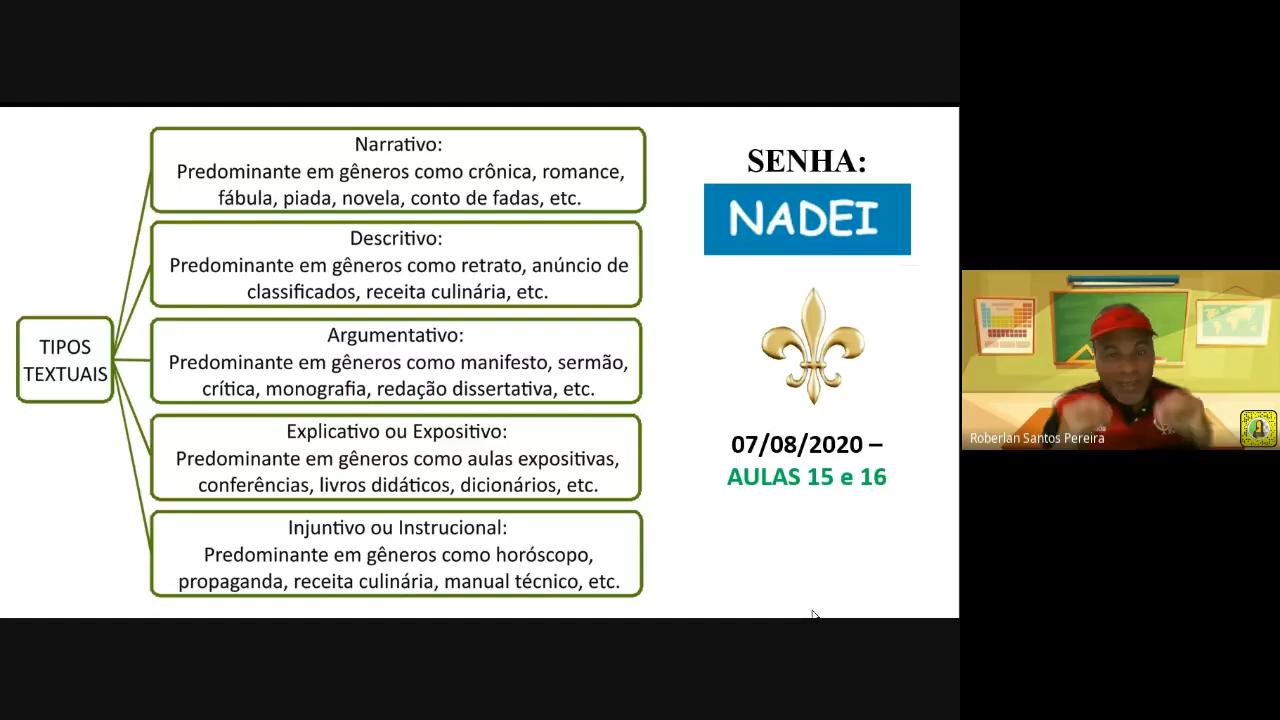 TIPOS
TEXTUAIS
Narrativo:
Predominante em gêneros como crônica, romance,
fábula, piada, novela, conto de fadas, etc.
Descritivo:
Predominante em gêneros como retrato, anúncio de
classificados, receita culinária, etc.
Argumentativo:
Predominante em gêneros como manifesto, sermão,
crítica, monografia, redação dissertativa, etc.
Explicativo ou Expositivo:
Predominante em gêneros como aulas expositivas,
conferências, livros didáticos, dicionários, etc.
Injuntivo ou Instrucional:
Predominante em gêneros como horóscopo,
propaganda, receita culinária, manual técnico, etc.
SENHA:
NADEI
07/08/2020 –
AULAS 15 e 16
Roberlan Santos Pereira